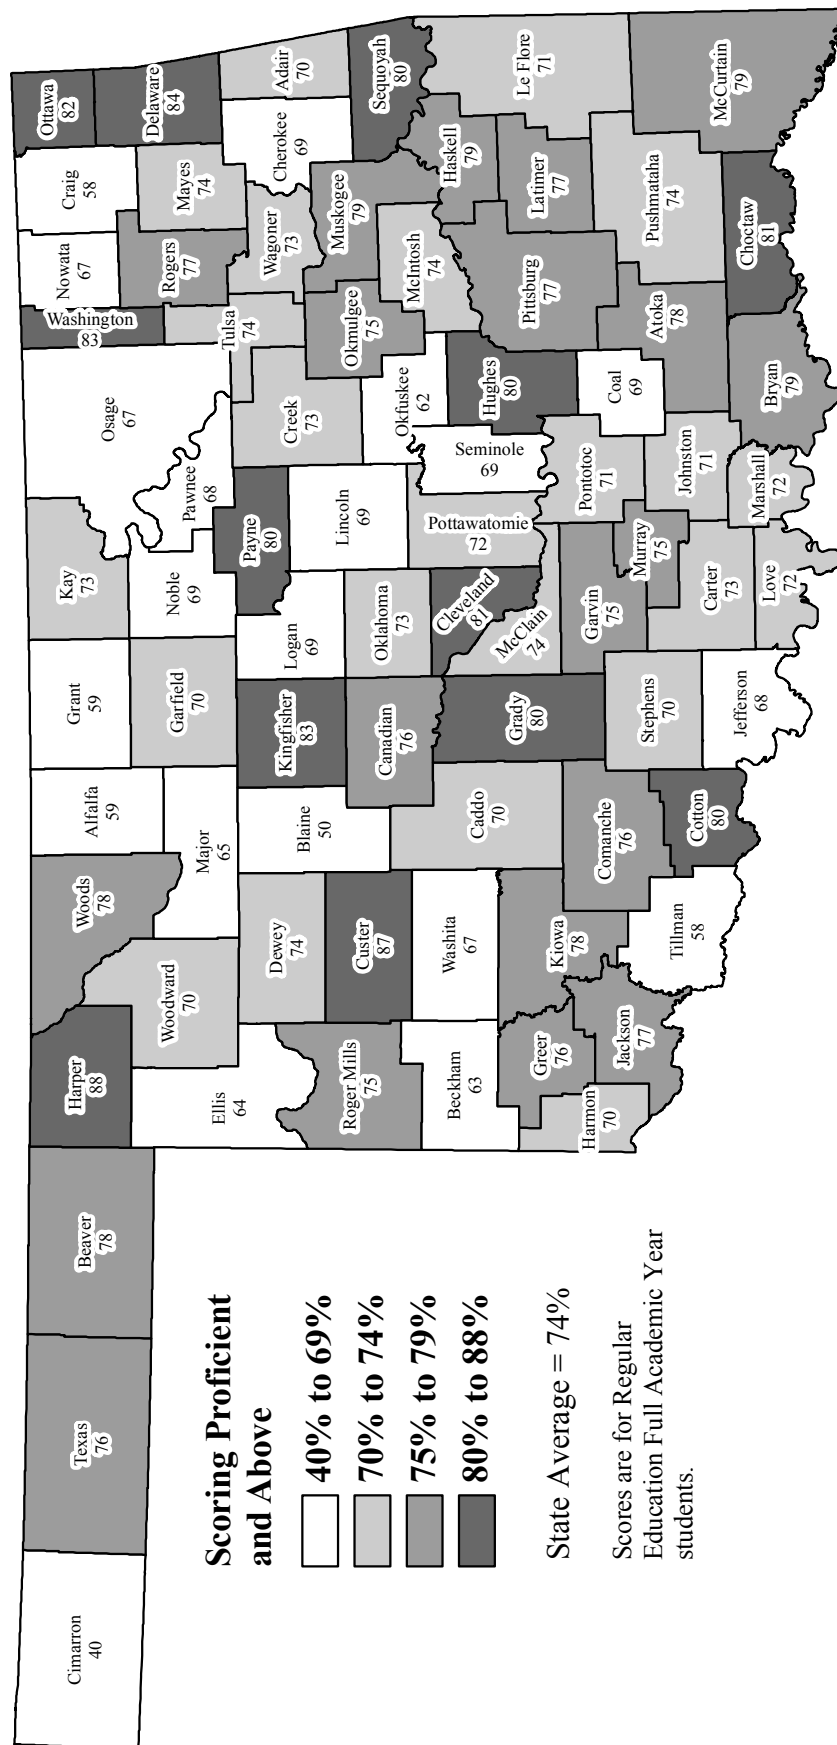 Cimarron
40
Texas
76
Beaver
78
Harper
88
Woods
78
Alfalfa
59
Grant
59
Kay
73
Osage
67
Washington
83
Nowata
67
Craig
58
Ottawa
82
Delaware
84
Ellis
64
Woodward
70
Major
65
Garfield
70
Noble
69
Pawnee
68
Rogers
77
Mayes
74
Tulsa
74
Payne
80
Creek
73
Wagoner
73
Cherokee
69
Adair
70
Roger Mills
75
Dewey
74
Custer
87
Blaine
50
Kingfisher
83
Logan
69
Lincoln
69
Okmulgee
75
Muskogee
79
Sequoyah
80
Canadian
76
Oklahoma
73
Okfuskee
62
McIntosh
74
Beckham
63
Washita
67
Caddo
70
Grady
80
Cleveland
81
McClain
74
Pottawatomie
72
Seminole
69
Hughes
80
Haskell
79
Pittsburg
77
Latimer
77
Le Flore
71
Harmon
70
Greer
76
Jackson
77
Kiowa
78
Comanche
76
Tillman
58
Cotton
80
Stephens
70
Jefferson
68
Garvin
75
Murray
75
Carter
73
Love
72
Pontotoc
71
Johnston
71
Marshall
72
Coal
69
Atoka
78
Bryan
79
Pushmataha
74
Choctaw
81
McCurtain
79
Scoring Proficient
and Above
40% to 69%
70% to 74%
75% to 79%
80% to 88%
State Average = 74%
Scores are for Regular
Education Full Academic Year
students.